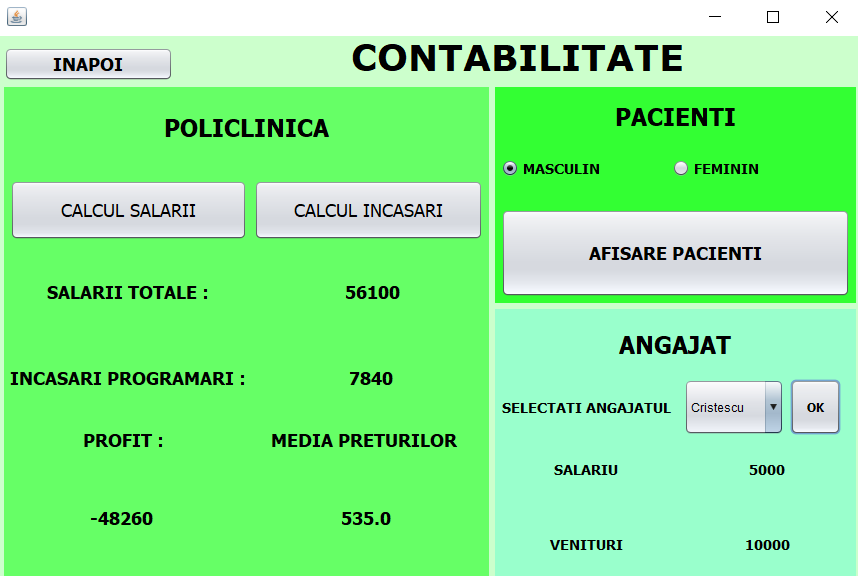 INAPOI
CONTABILITATE
POLICLINICA
CALCUL SALARII
CALCUL INCASARI
SALARII TOTALE :
56100
INCASARI PROGRAMARI :
7840
PROFIT :
MEDIA PRETURILOR
-48260
535.0
PACIENTI
MASCULIN
FEMININ
AFISARE PACIENTI
ANGAJAT
SELECTATI ANGAJATUL
Cristescu
OK
SALARIU
5000
VENITURI
10000